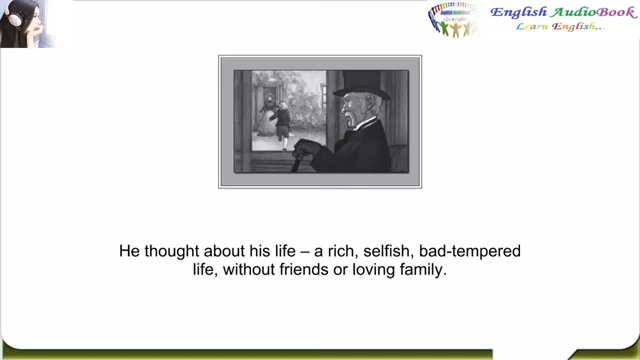 English AudioBook
Learn English...
He thought about his life – a rich, selfish, bad-tempered
life, without friends or loving family.